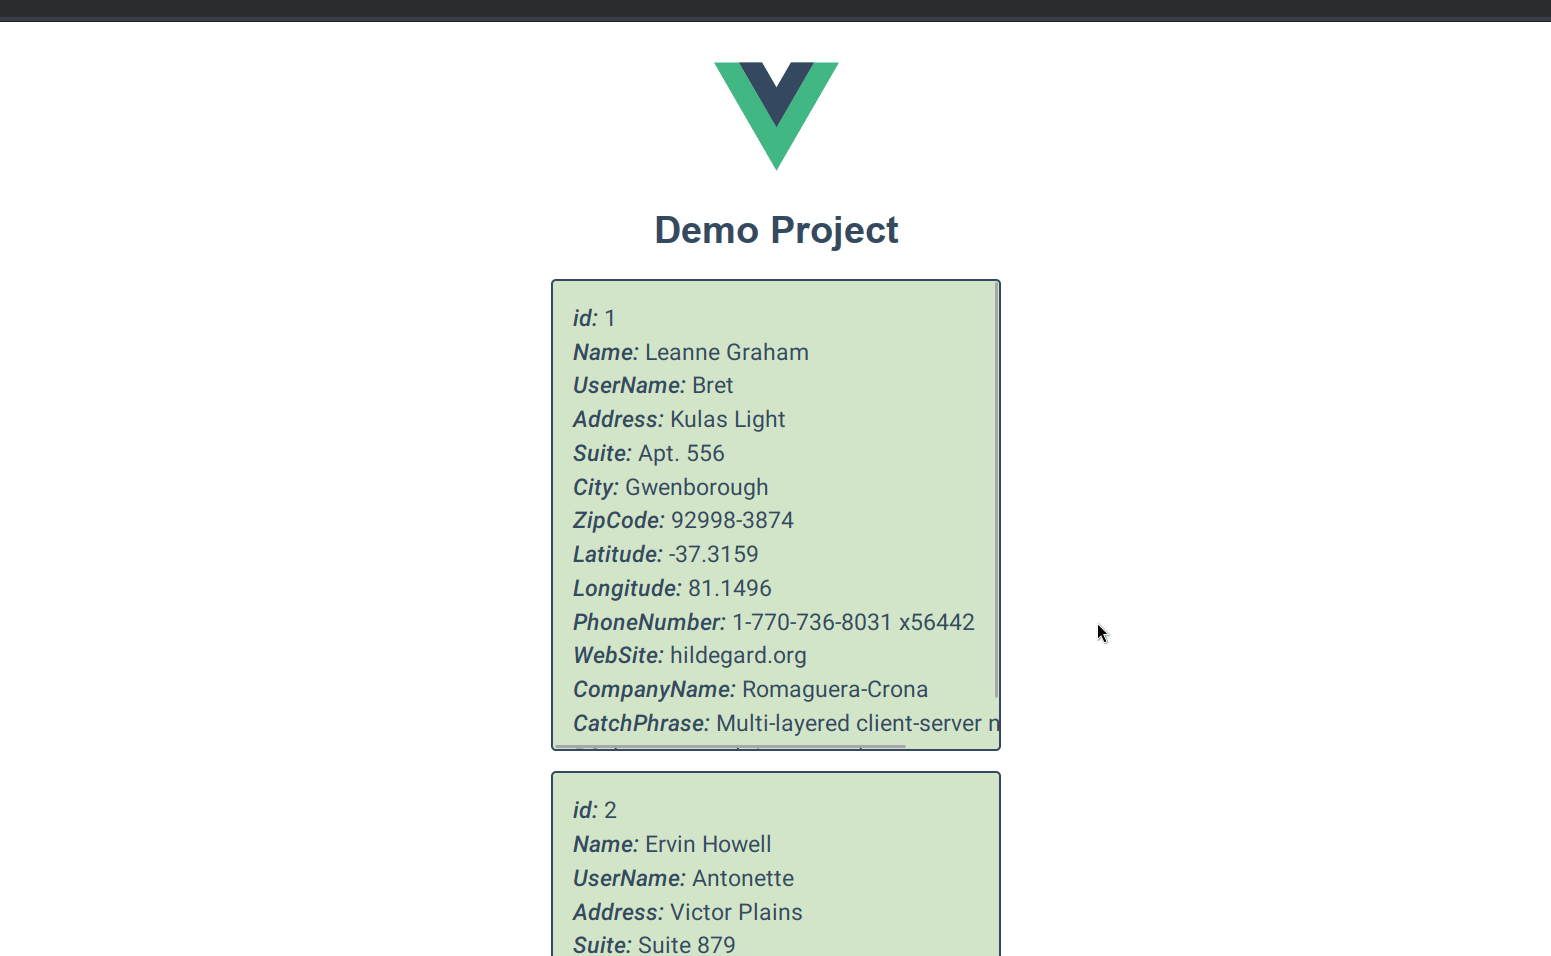 Demo Project
id: 1
Name: Leanne Graham
UserName: Bret
Address: Kulas Light
Suite: Apt. 556
City: Gwenborough
ZipCode: 92998-3874
Latitude: -37.3159
Longitude: 81.1496
PhoneNumber: 1-770-736-8031 x56442
WebSite: hildegard.org
CompanyName: Romaguera-Crona
CatchPhrase: Multi-layered client-server
id: 2
Name: Ervin Howell
UserName: Antonette
Address: Victor Plains
Suite: Suite 879